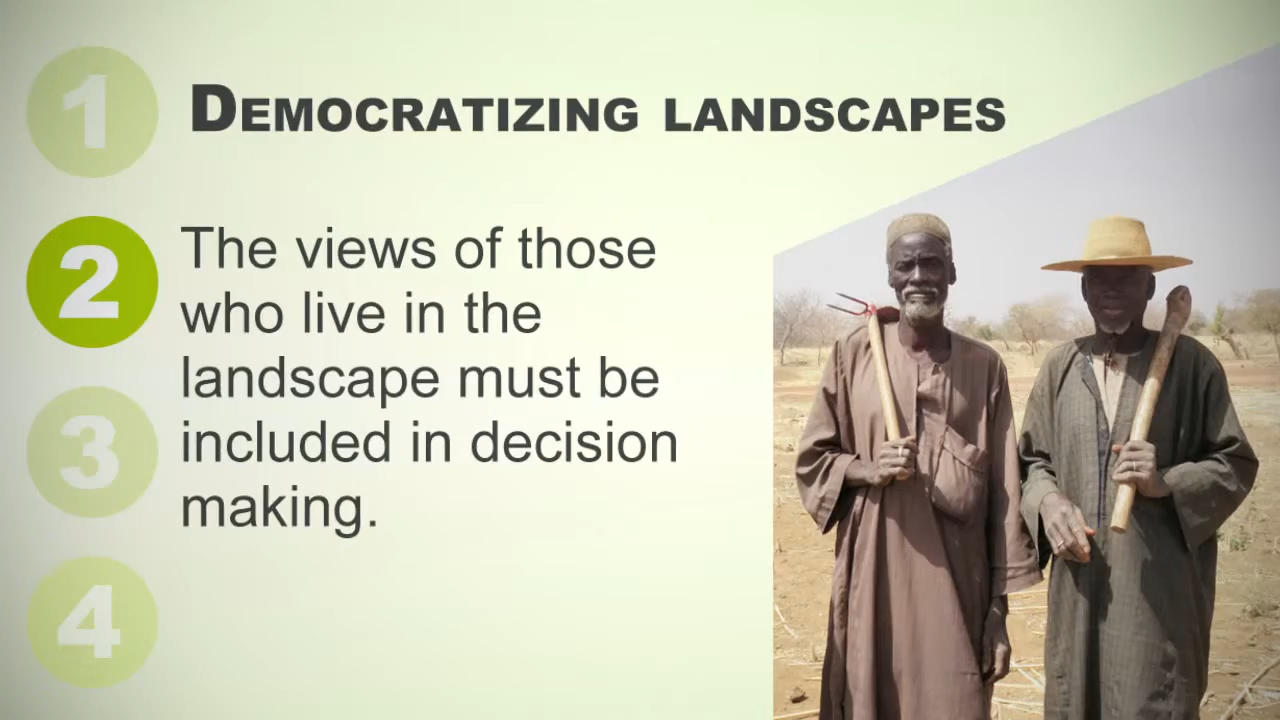 1
DEMOCRATIZING LANDSCAPES
2
The views of those
who live in the
landscape must be
included in decision
making.
3
4